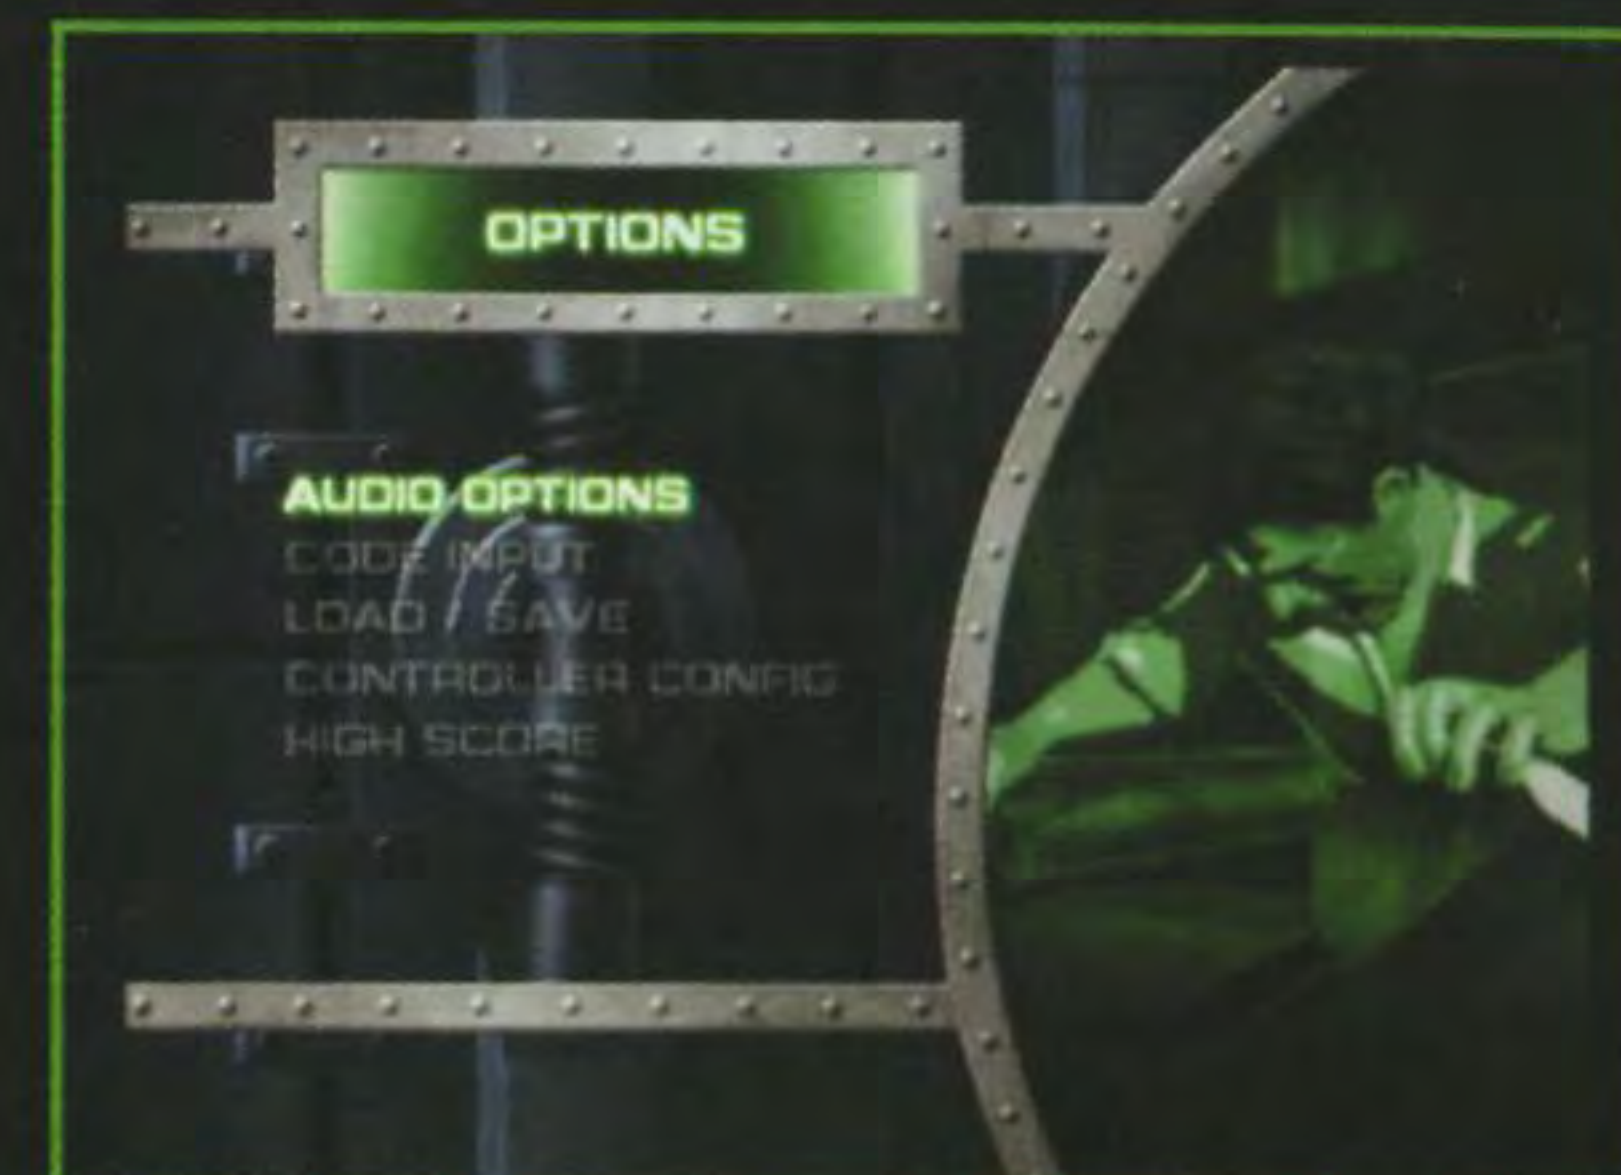 OPTIONS
AUDIO OPTIONS
CODE INPUT
LOAD / SAVE
CONTROLLER CONFIG
HIGH SCORE